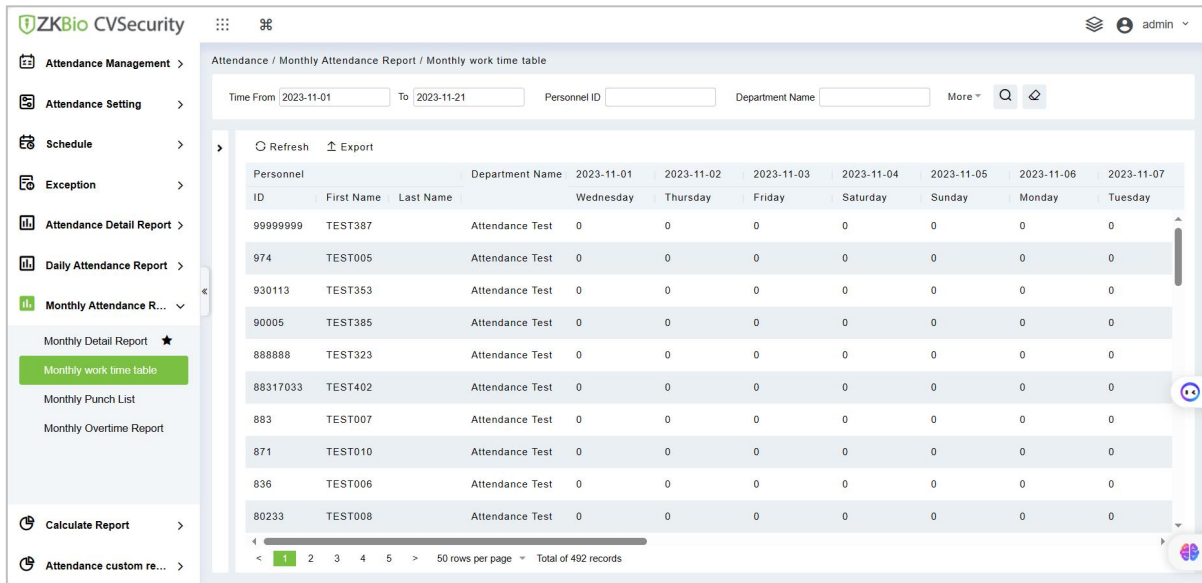 ZKBio CVSecurity
admin
Attendance Management
Attendance Setting
Schedule
Exception
Attendance Detail Report
Daily Attendance Report
Monthly Attendance R...
Monthly Detail Report
Monthly work time table
Monthly Punch List
Monthly Overtime Report
Calculate Report
Attendance custom re...
Attendance / Monthly Attendance Report / Monthly work time table
Time From 2023-11-01 To 2023-11-21 Personnel ID Department Name More
Refresh Export
Personnel Department Name 2023-11-01 2023-11-02 2023-11-03 2023-11-04 2023-11-05 2023-11-06 2023-11-07
ID First Name Last Name Wednesday Thursday Friday Saturday Sunday Monday Tuesday
99999999 TEST387 Attendance Test 0 0 0 0 0 0 0
974 TEST005 Attendance Test 0 0 0 0 0 0 0
930113 TEST353 Attendance Test 0 0 0 0 0 0 0
90005 TEST385 Attendance Test 0 0 0 0 0 0 0
888888 TEST323 Attendance Test 0 0 0 0 0 0 0
88317033 TEST402 Attendance Test 0 0 0 0 0 0 0
883 TEST007 Attendance Test 0 0 0 0 0 0 0
871 TEST010 Attendance Test 0 0 0 0 0 0 0
836 TEST006 Attendance Test 0 0 0 0 0 0 0
80233 TEST008 Attendance Test 0 0 0 0 0 0 0
< 1 2 3 4 5 > 50 rows per page Total of 492 records